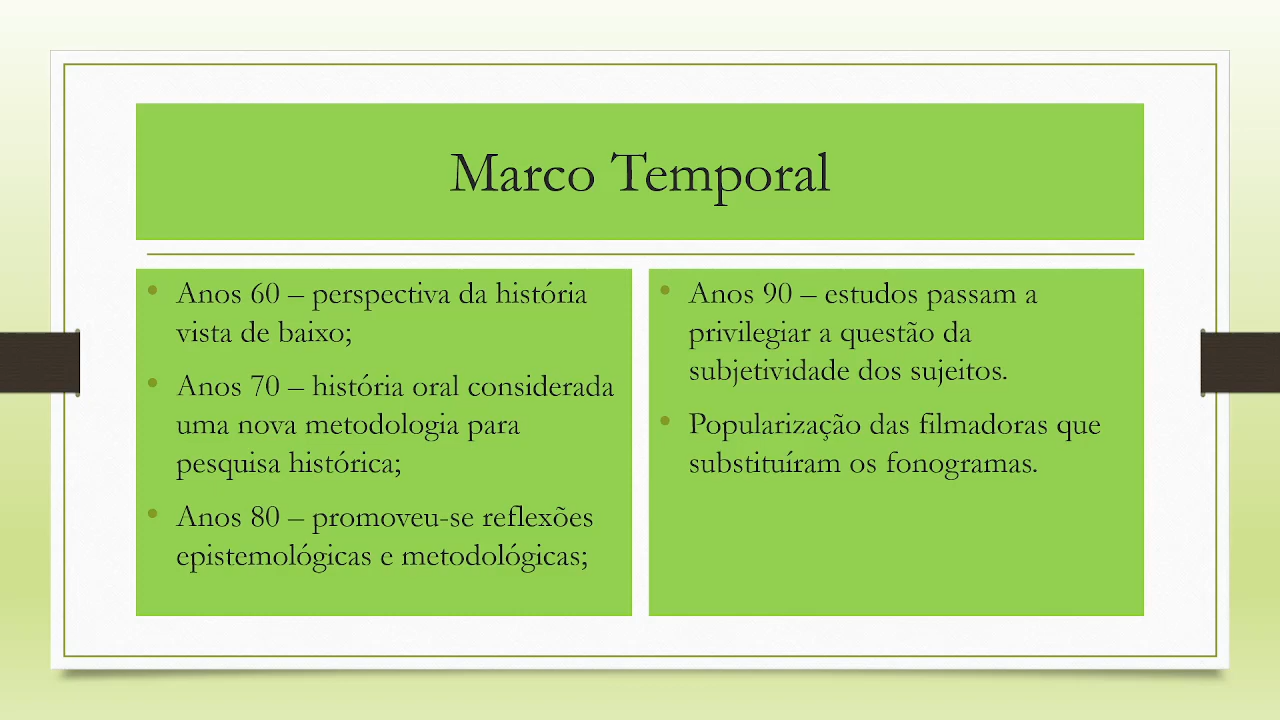 Marco Temporal
• Anos 60 – perspectiva da história
vista de baixo;
• Anos 70 – história oral considerada
uma nova metodologia para
pesquisa histórica;
• Anos 80 – promoveu-se reflexões
epistemológicas e metodológicas;
• Anos 90 – estudos passam a
privilegiar a questão da
subjetividade dos sujeitos.
• Popularização das filmadoras que
substituíram os fonogramas.